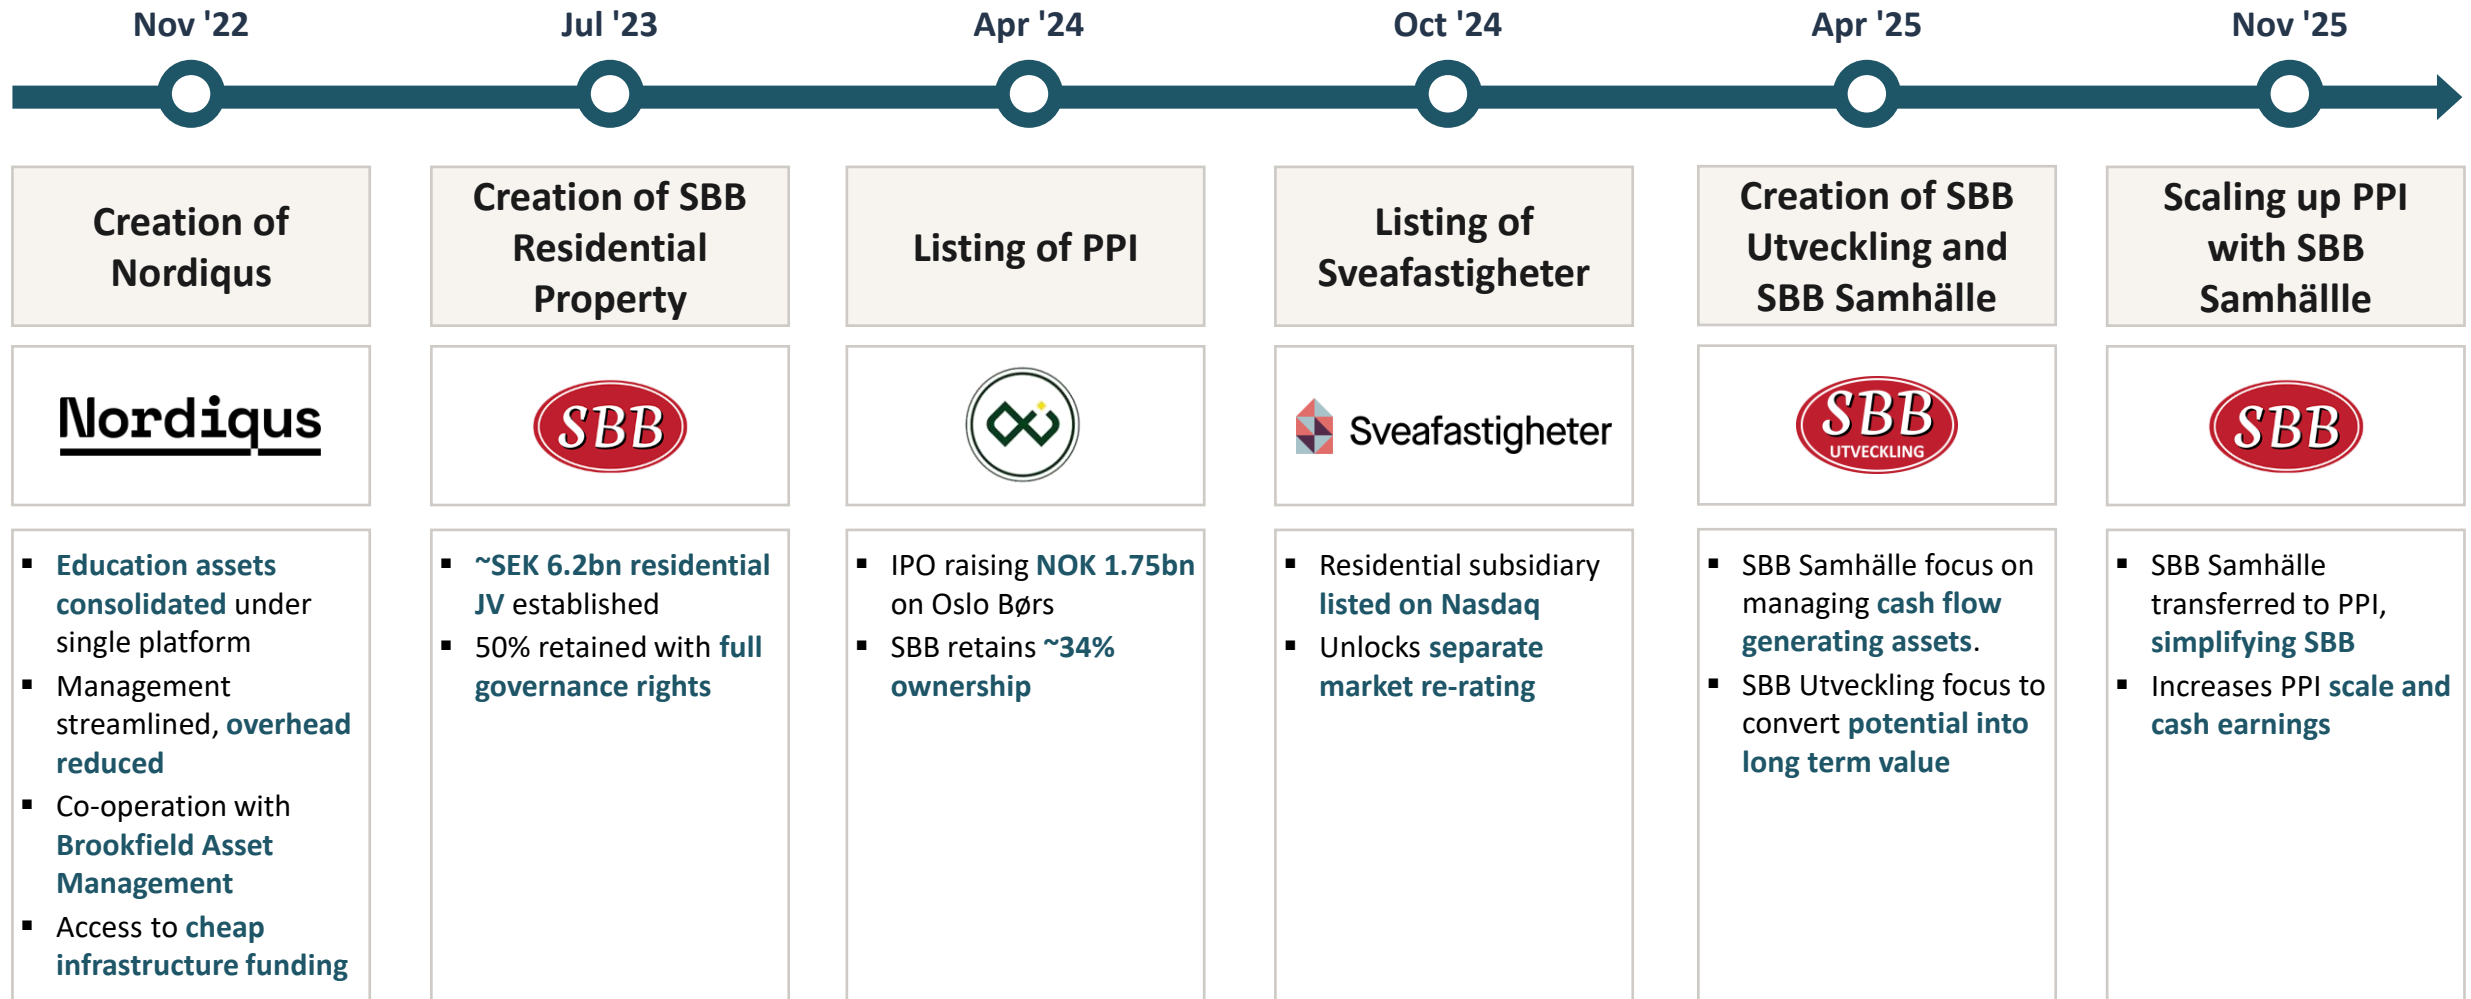 Nov '22
Jul '23
Apr '24
Oct '24
Apr '25
Nov '25
Creation of
Nordiqus
Creation of SBB
Residential
Property
Listing of PPI
Listing of
Sveafastigheter
Creation of SBB
Utveckling and
SBB Samhälle
Scaling up PPI
with SBB
Samhällle
Nordiqus
SBB
Sveafastigheter
SBB
UTVECKLING
SBB
▪ Education assets
consolidated under
single platform
▪ Management
streamlined, overhead
reduced
▪ Co-operation with
Brookfield Asset
Management
▪ Access to cheap
infrastructure funding
▪ ~SEK 6.2bn residential
JV established
▪ 50% retained with full
governance rights
▪ IPO raising NOK 1.75bn
on Oslo Børs
▪ SBB retains ~34%
ownership
▪ Residential subsidiary
listed on Nasdaq
▪ Unlocks separate
market re-rating
▪ SBB Samhälle focus on
managing cash flow
generating assets.
▪ SBB Utveckling focus to
convert potential into
long term value
▪ SBB Samhälle
transferred to PPI,
simplifying SBB
▪ Increases PPI scale and
cash earnings